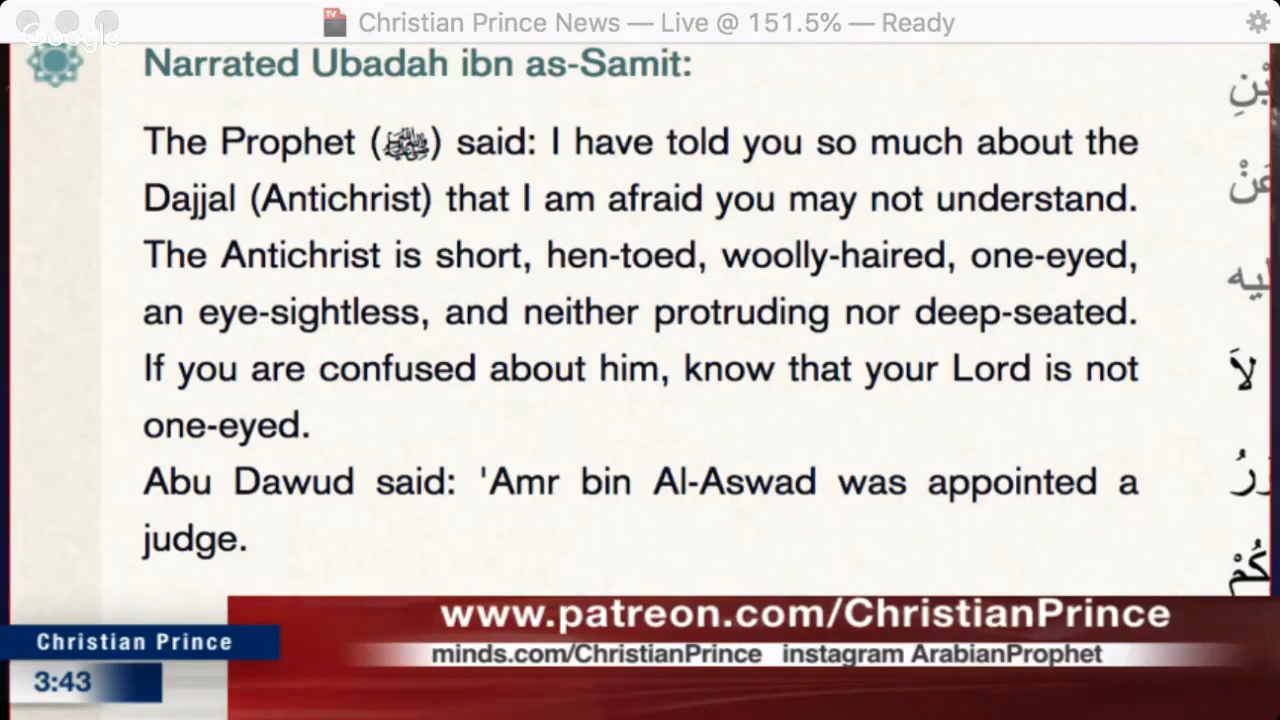 Christian Prince News — Live @ 151.5% — Ready
Google
Narrated Ubadah ibn as-Samit:
The Prophet (ﷺ) said: I have told you so much about the
Dajjal (Antichrist) that I am afraid you may not understand.
The Antichrist is short, hen-toed, woolly-haired, one-eyed,
an eye-sightless, and neither protruding nor deep-seated.
If you are confused about him, know that your Lord is not
one-eyed.
Abu Dawud said: 'Amr bin Al-Aswad was appointed a
judge.
www.patreon.com/ChristianPrince
minds.com/ChristianPrince instagram ArabianProphet
Christian Prince
3:43